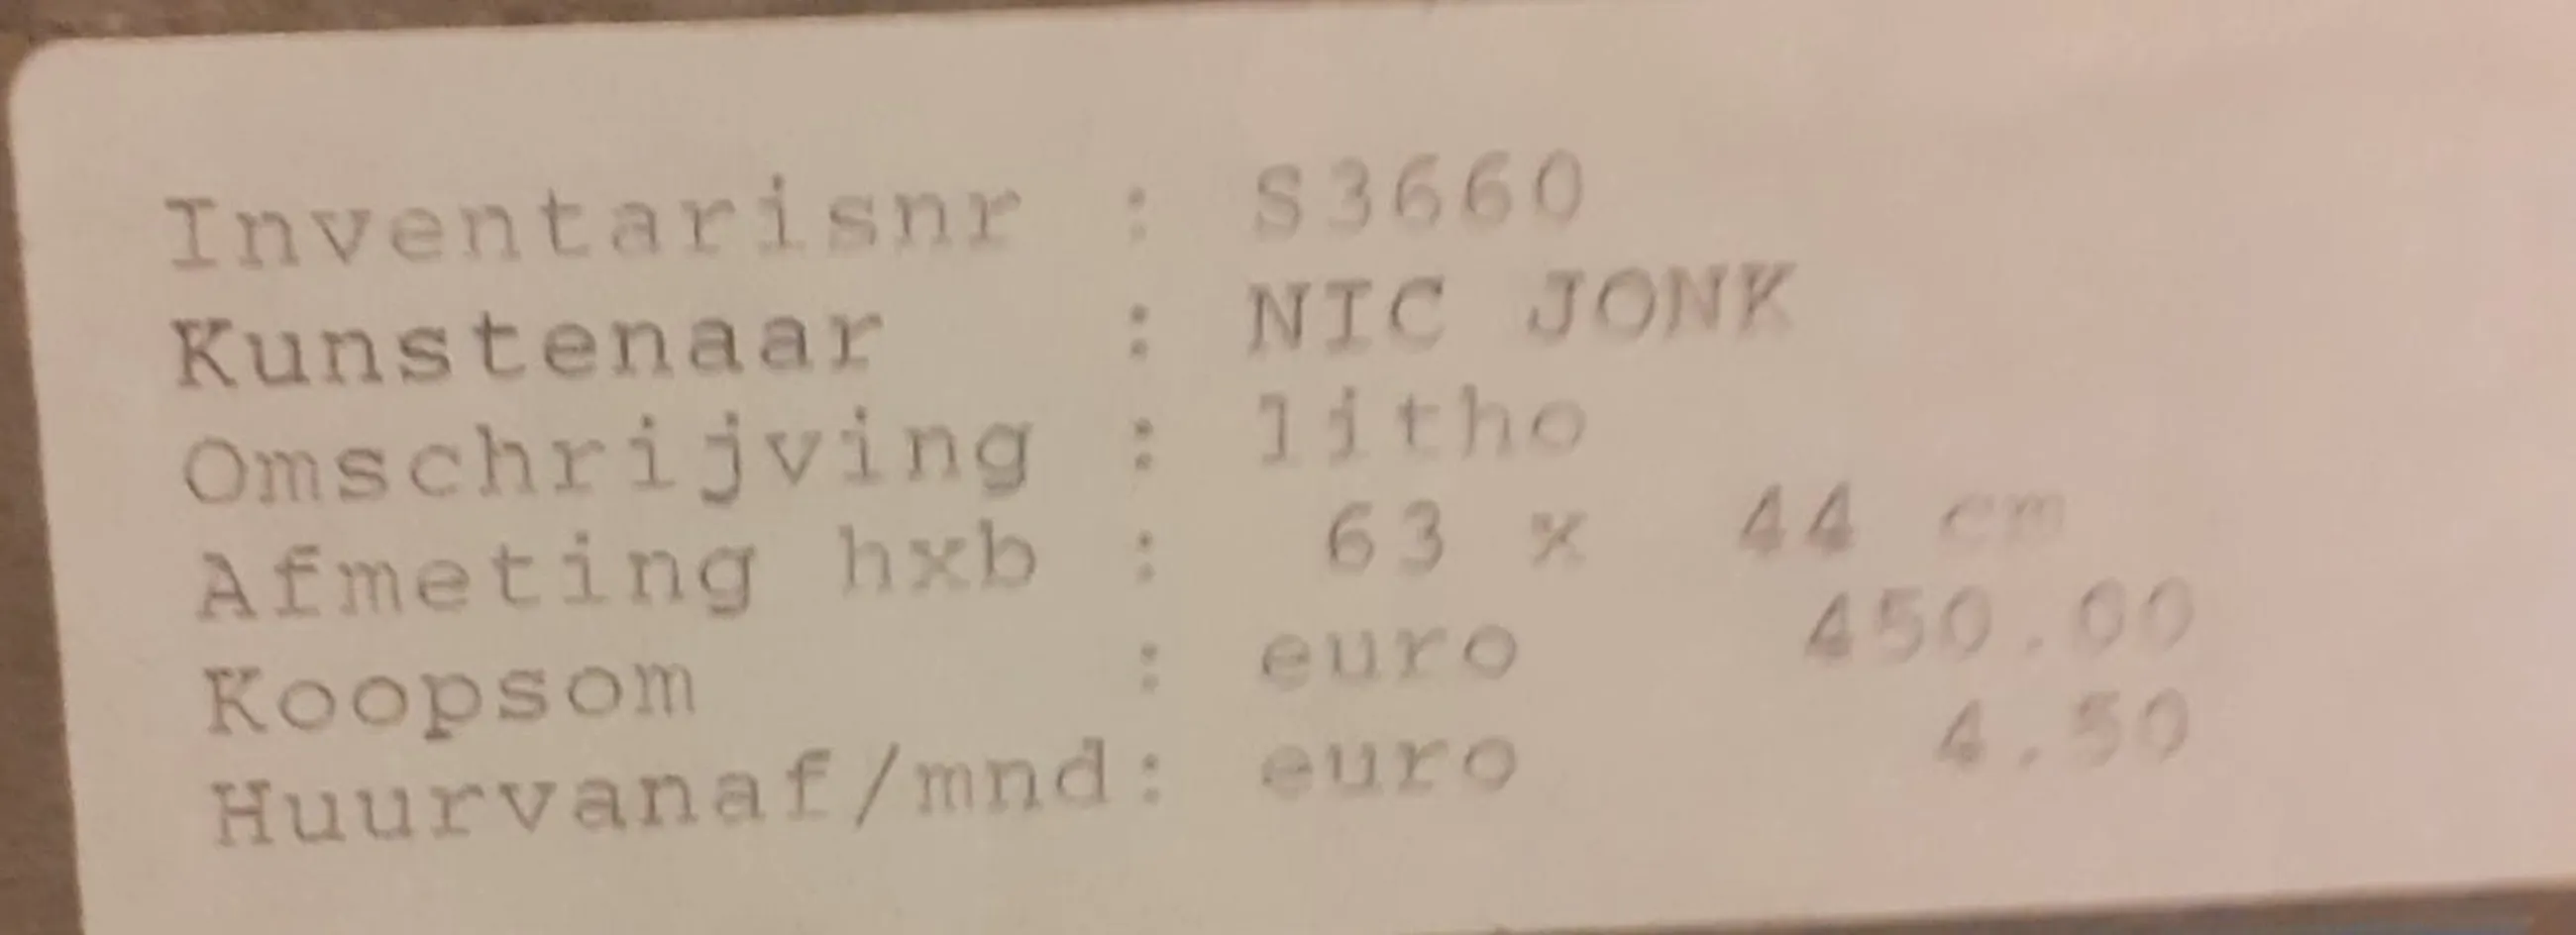 Inventarisnr : S3660
Kunstenaar : NIC JONK
Omschrijving : litho
Afmeting hxb : 63 x 44 cm
Koopsom : euro 450.00
Huurvanaf/mnd: euro 4.50